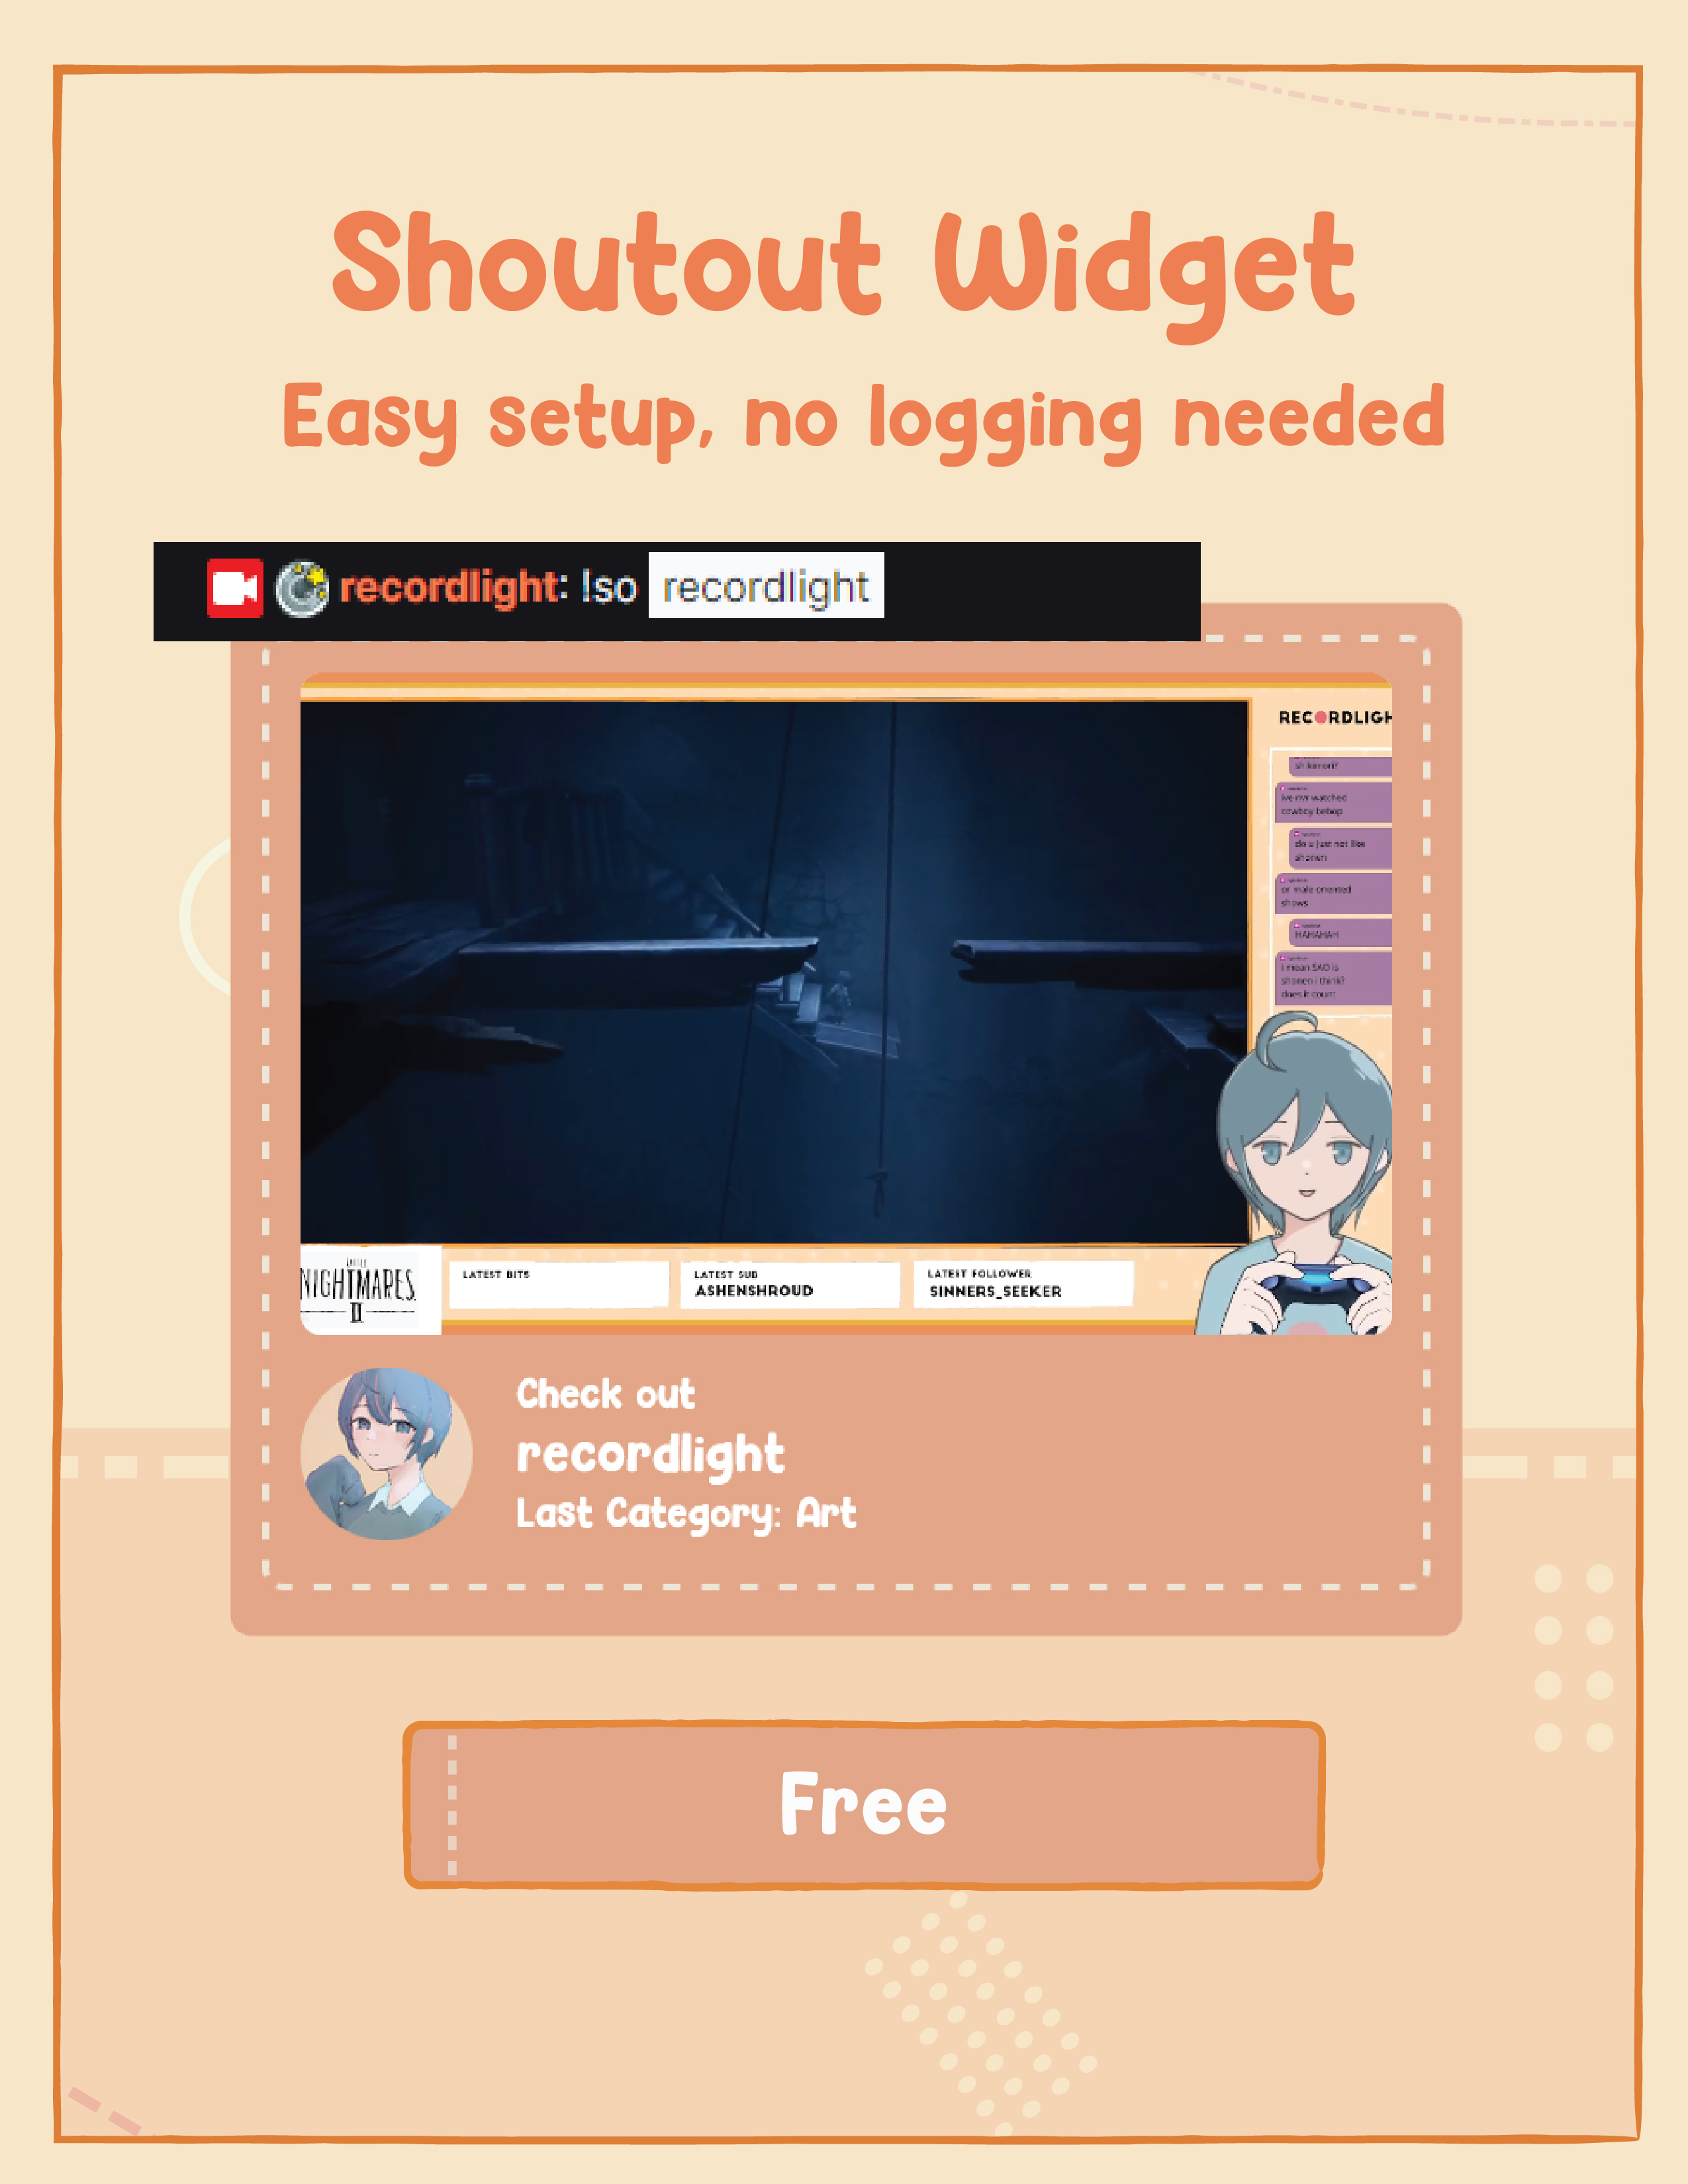 Shoutout Widget
Easy setup, no logging needed
recordlight: !so recordlight
RECORDLIGH
shikimori?
ive nvr watched
cowboy bebop
do u just not like
shonen
or male oriented
shows
HAHAHAH
i mean SAO is
shonen i think?
does it count
LITTLE
NIGHTMARES
II
LATEST BITS
LATEST SUB
ASHENSHROUD
LATEST FOLLOWER
SINNERS_SEEKER
Check out
recordlight
Last Category: Art
Free